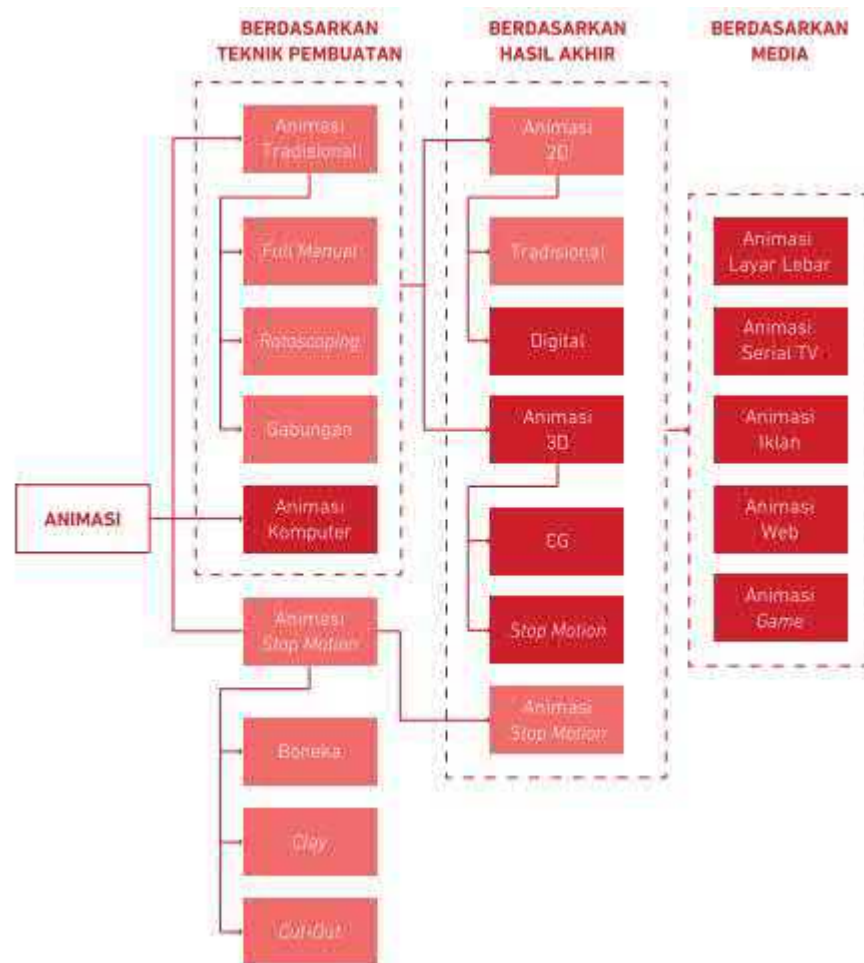 BERDASARKAN
TEKNIK PEMBUATAN
BERDASARKAN
HASIL AKHIR
BERDASARKAN
MEDIA
ANIMASI
Animasi
Tradisional
Full Manual
Rotoscoping
Gabungan
Animasi
Komputer
Animasi
Stop Motion
Boneka
Clay
Cut-Out
Animasi
2D
Tradisional
Digital
Animasi
3D
CG
Stop Motion
Animasi
Stop Motion
Animasi
Layar Lebar
Animasi
Serial TV
Animasi
Iklan
Animasi
Web
Animasi
Game